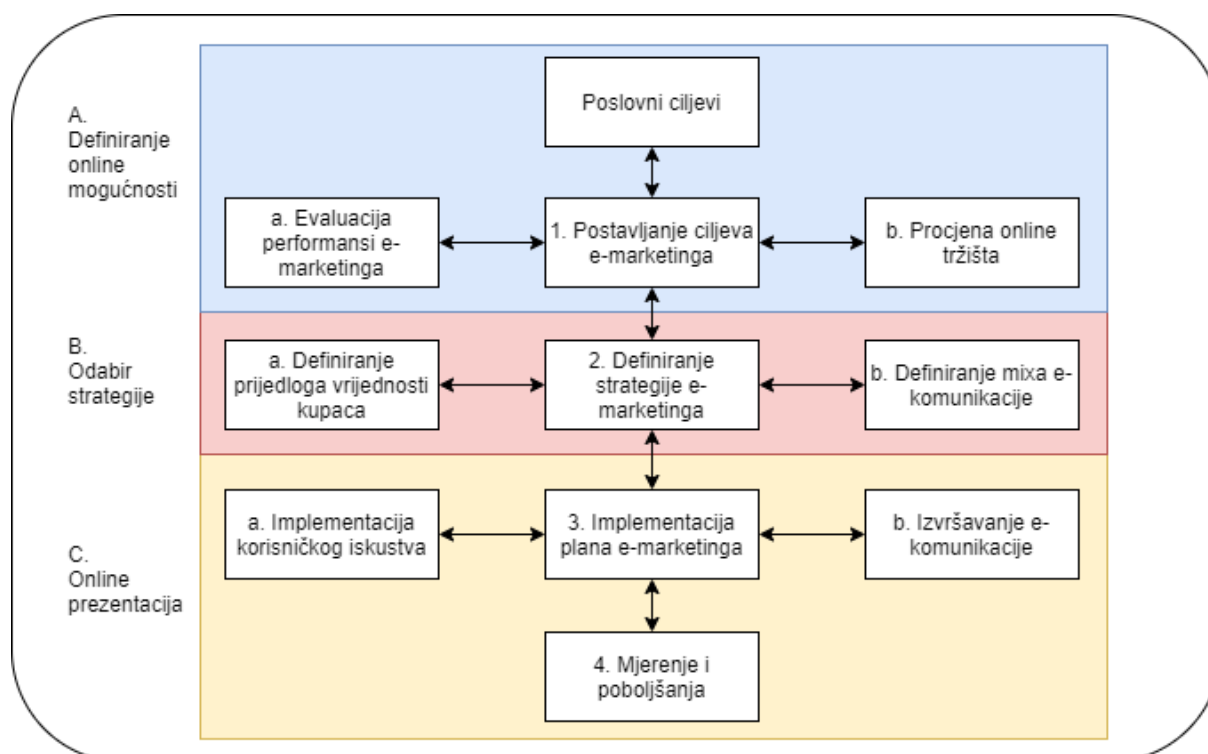 A.
Definiranje
online
mogućnosti
Poslovni ciljevi
a. Evaluacija
performansi e-
marketinga
1. Postavljanje ciljeva
e-marketinga
b. Procjena online
tržišta
B.
Odabir
strategije
a. Definiranje
prijedloga vrijednosti
kupaca
2. Definiranje
strategije e-
marketinga
b. Definiranje mixa e-
komunikacije
C.
Online
prezentacija
a. Implementacija
korisničkog iskustva
3. Implementacija
plana e-marketinga
b. Izvršavanje e-
komunikacije
4. Mjerenje i
poboljšanja